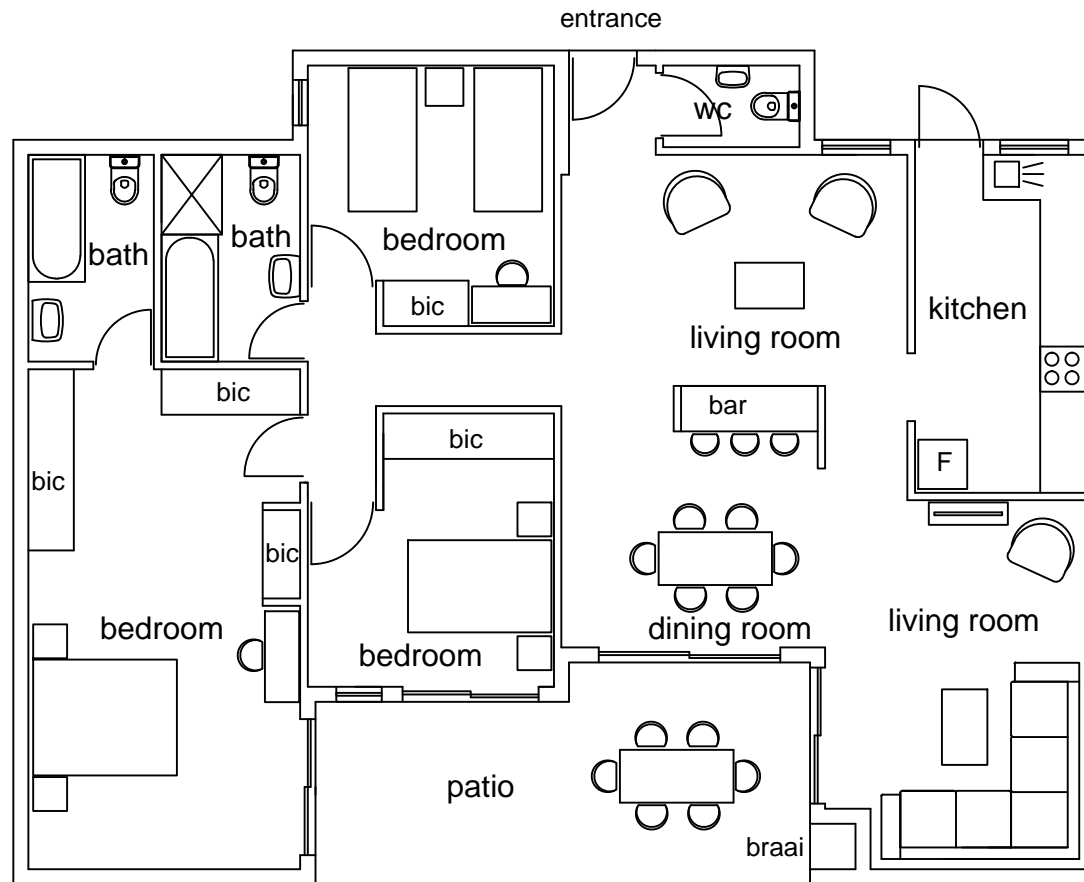 entrance
wc
bath
bath
bedroom
bic
living room
kitchen
bic
bar
bic
bic
F
bic
bedroom
bedroom
dining room
living room
patio
braai